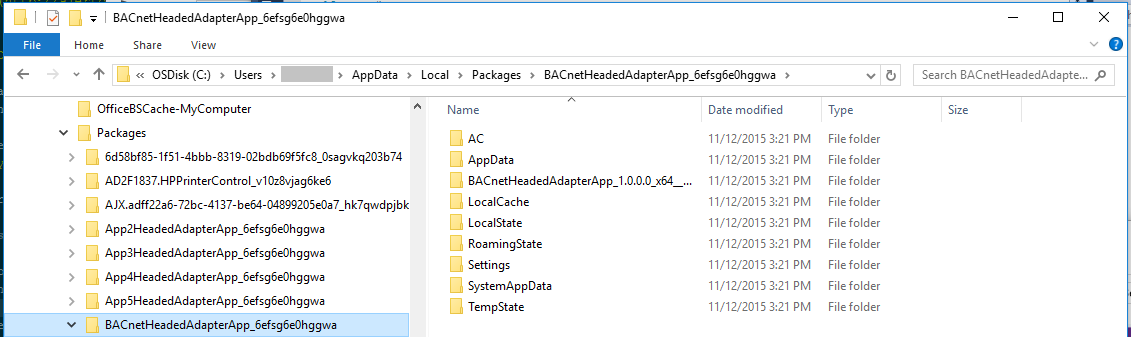 BACnetHeadedAdapterApp_6efsg6e0hggwa
File Home Share View
« OSDisk (C:) > Users > AppData > Local > Packages > BACnetHeadedAdapterApp_6efsg6e0hggwa >
Search BACnetHeadedAdapte...
OfficeBSCache-MyComputer
Packages
6d58bf85-1f51-4bbb-8319-02bdb69f5fc8_0sagvkq203b74
AD2F1837.HPPrinterControl_v10z8vjag6ke6
AJX.adff22a6-72bc-4137-be64-04899205e0a7_hk7qwdpjbk
App2HeadedAdapterApp_6efsg6e0hggwa
App3HeadedAdapterApp_6efsg6e0hggwa
App4HeadedAdapterApp_6efsg6e0hggwa
App5HeadedAdapterApp_6efsg6e0hggwa
BACnetHeadedAdapterApp_6efsg6e0hggwa
Name Date modified Type Size
AC 11/12/2015 3:21 PM File folder
AppData 11/12/2015 3:21 PM File folder
BACnetHeadedAdapterApp_1.0.0.0_x64__... 11/12/2015 3:21 PM File folder
LocalCache 11/12/2015 3:21 PM File folder
LocalState 11/12/2015 3:21 PM File folder
RoamingState 11/12/2015 3:21 PM File folder
Settings 11/12/2015 3:21 PM File folder
SystemAppData 11/12/2015 3:21 PM File folder
TempState 11/12/2015 3:21 PM File folder